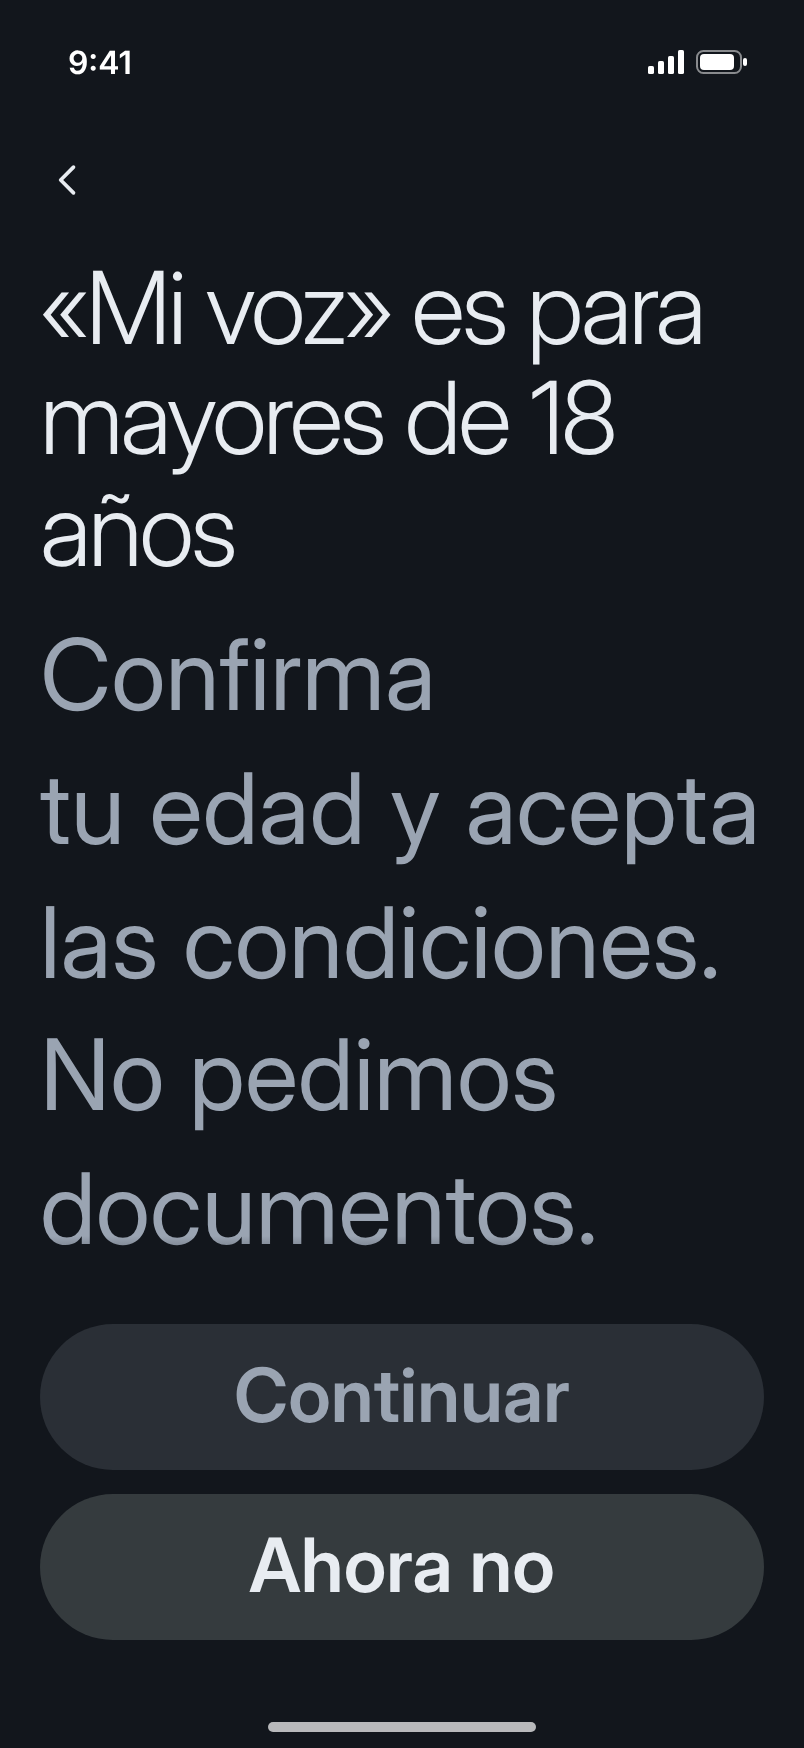 9:41
«Mi voz» es para
mayores de 18
años
Confirma
tu edad y acepta
las condiciones.
No pedimos
documentos.
Continuar
Ahora no